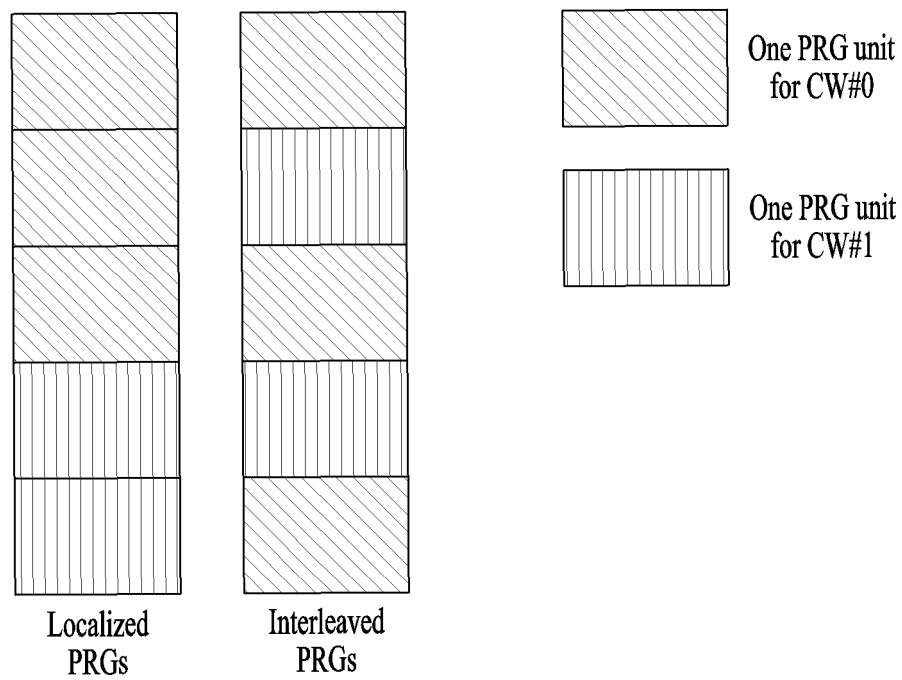 One PRG unit
for CW#0
One PRG unit
for CW#1
Localized
PRGs
Interleaved
PRGs